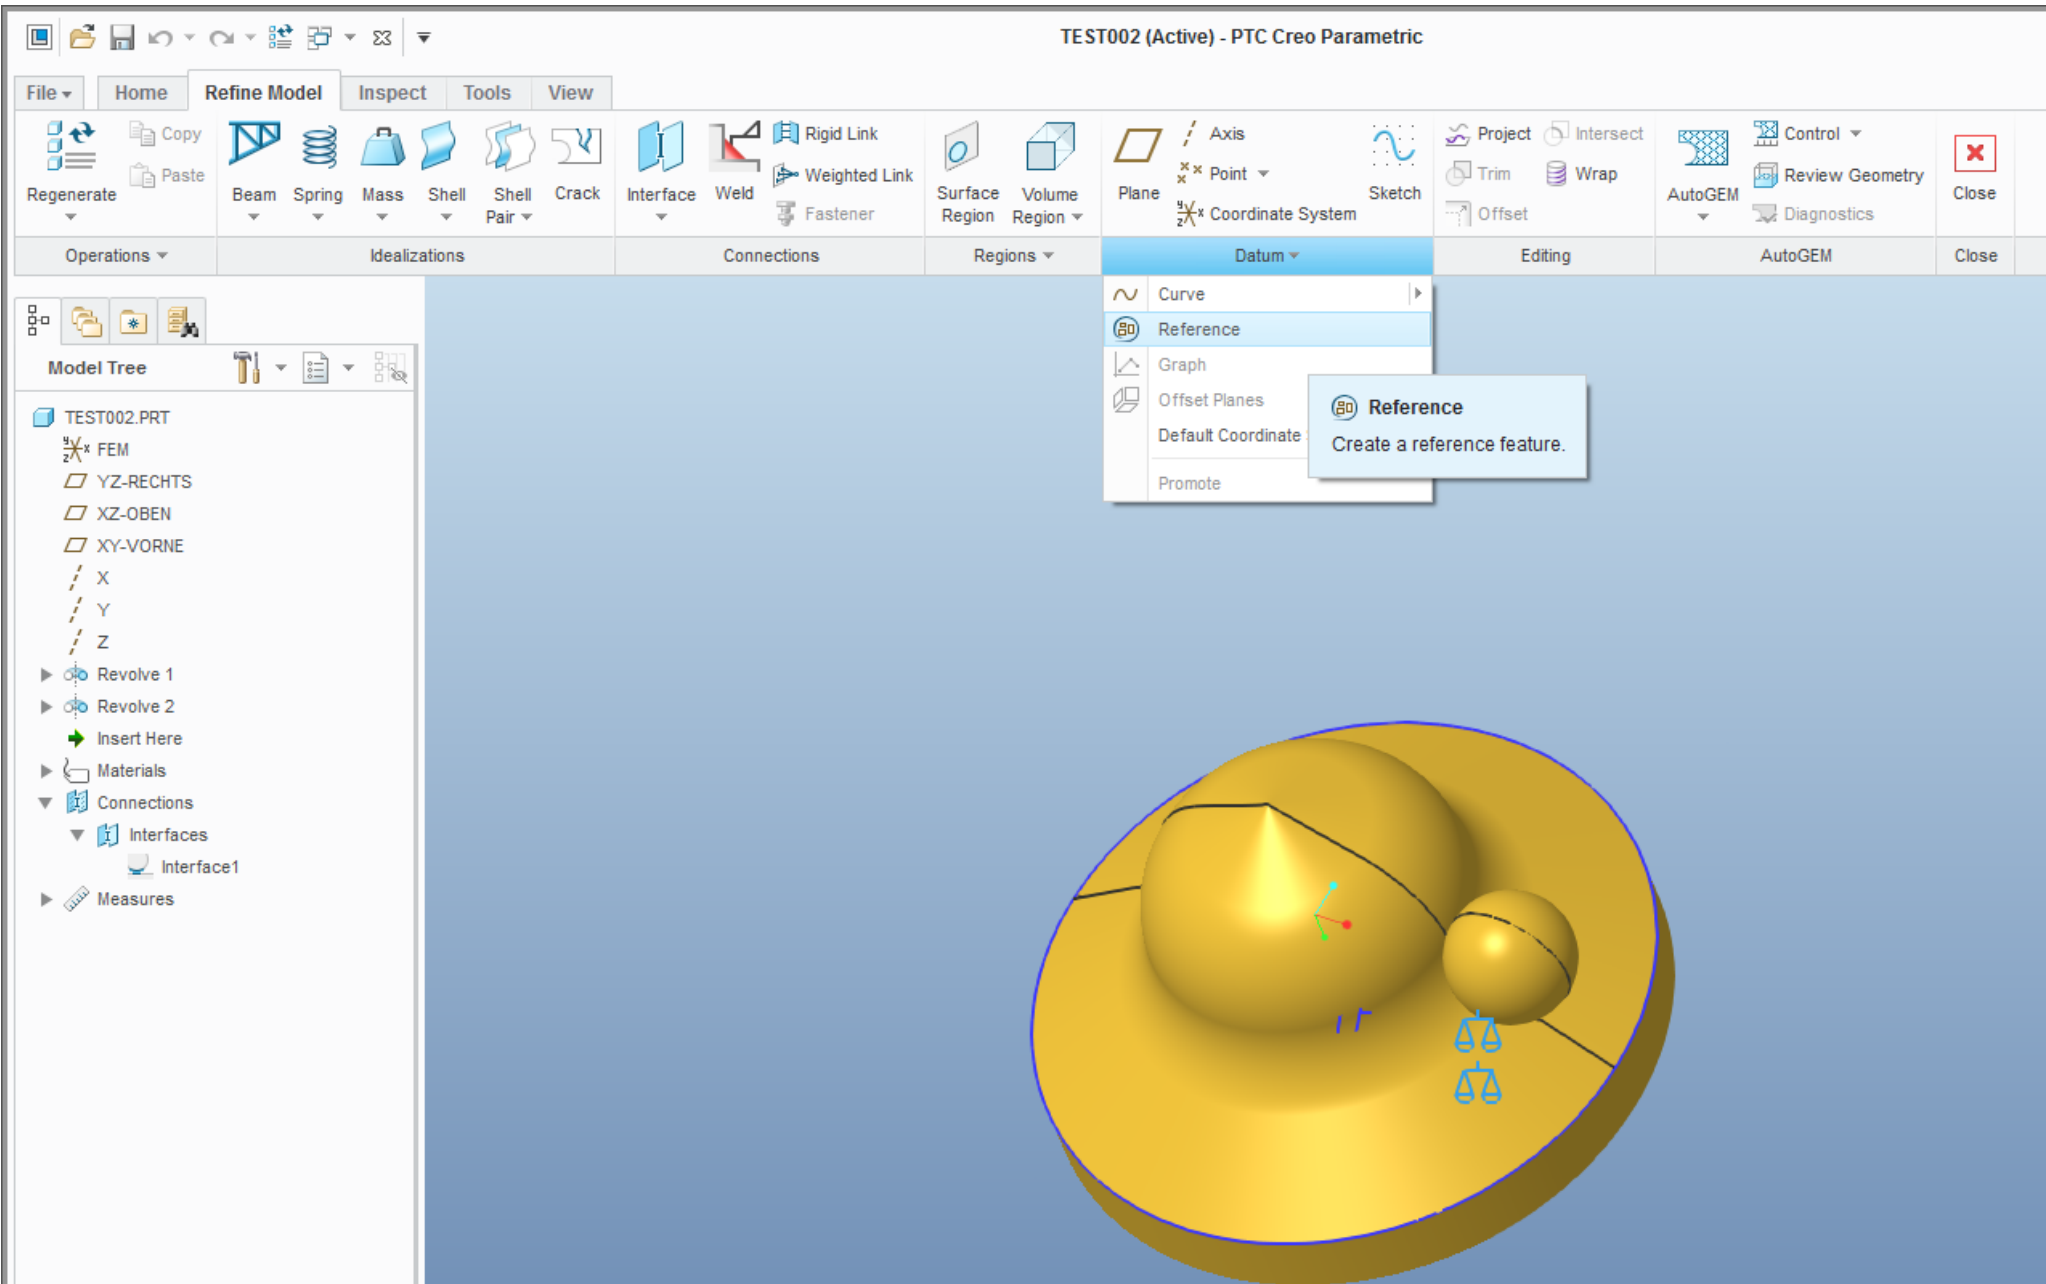 TEST002 (Active) - PTC Creo Parametric
File Home Refine Model Inspect Tools View
Regenerate
Copy
Paste
Operations
Beam Spring Mass Shell Shell Pair Crack
Idealizations
Interface Weld
Rigid Link
Weighted Link
Fastener
Connections
Surface Region Volume Region
Regions
Plane
Axis
Point
Coordinate System
Sketch
Datum
Project Intersect
Trim Wrap
Offset
Editing
AutoGEM
Control
Review Geometry
Diagnostics
AutoGEM
Close
Close
Curve
Reference
Graph
Offset Planes
Default Coordinate
Promote
Reference
Create a reference feature.
Model Tree
TEST002.PRT
FEM
YZ-RECHTS
XZ-OBEN
XY-VORNE
X
Y
Z
Revolve 1
Revolve 2
Insert Here
Materials
Connections
Interfaces
Interface1
Measures